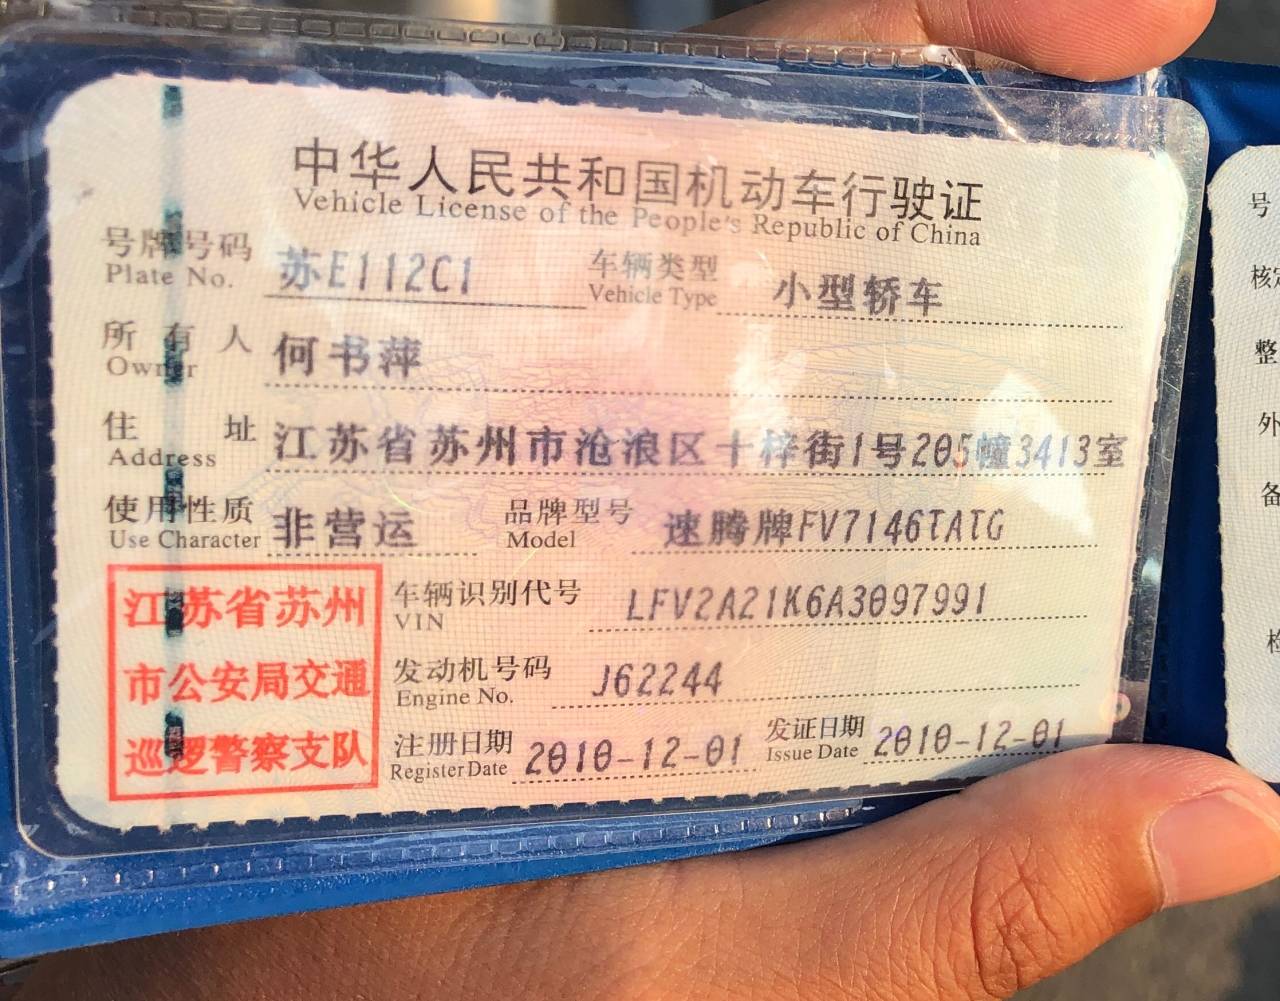 中华人民共和国机动车行驶证
Vehicle License of the People's Republic of China
号牌号码 苏E112C1 车辆类型 小型轿车
Plate No. Vehicle Type
所有人 何书萍
Owner
住址 江苏省苏州市沧浪区十梓街1号205幢3413室
Address
使用性质 非营运 品牌型号 速腾牌FV7146TATG
Use Character Model
车辆识别代号 LFV2A21K6A3097991
VIN
发动机号码 J62244
Engine No.
注册日期 2010-12-01 发证日期 2010-12-01
Register Date Issue Date
江苏省苏州
市公安局交通
巡逻警察支队
号
核定
整
外
备
检